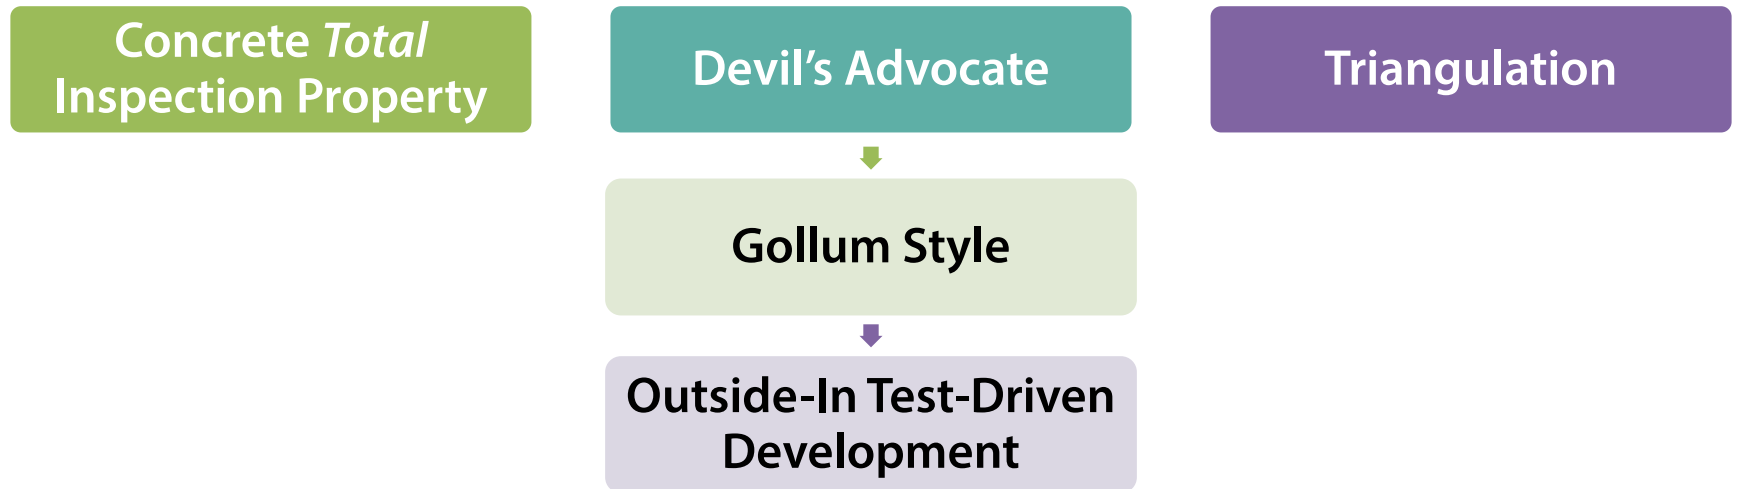 Concrete Total
Inspection Property
Devil’s Advocate
Triangulation
Gollum Style
Outside-In Test-Driven
Development